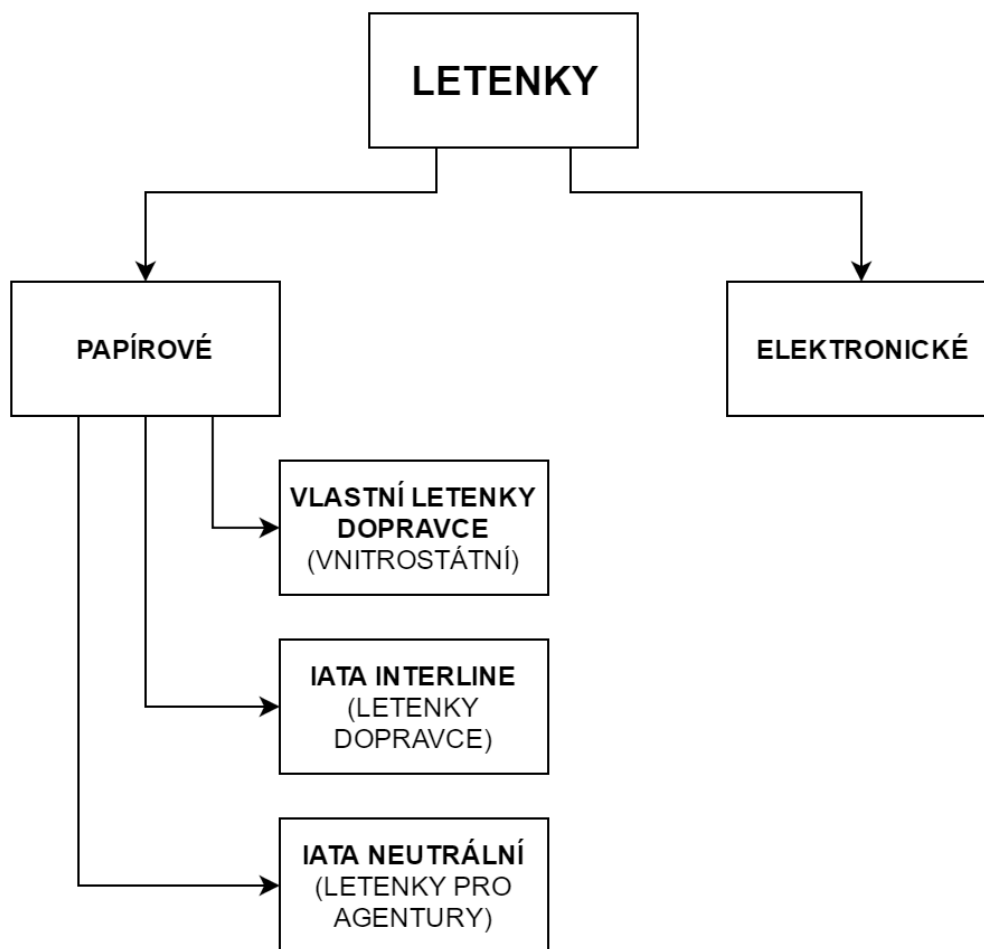 LETENKY
PAPÍROVÉ
ELEKTRONICKÉ
VLASTNÍ LETENKY
DOPRAVCE
(VNITROSTÁTNÍ)
IATA INTERLINE
(LETENKY
DOPRAVCE)
IATA NEUTRÁLNÍ
(LETENKY PRO
AGENTURY)